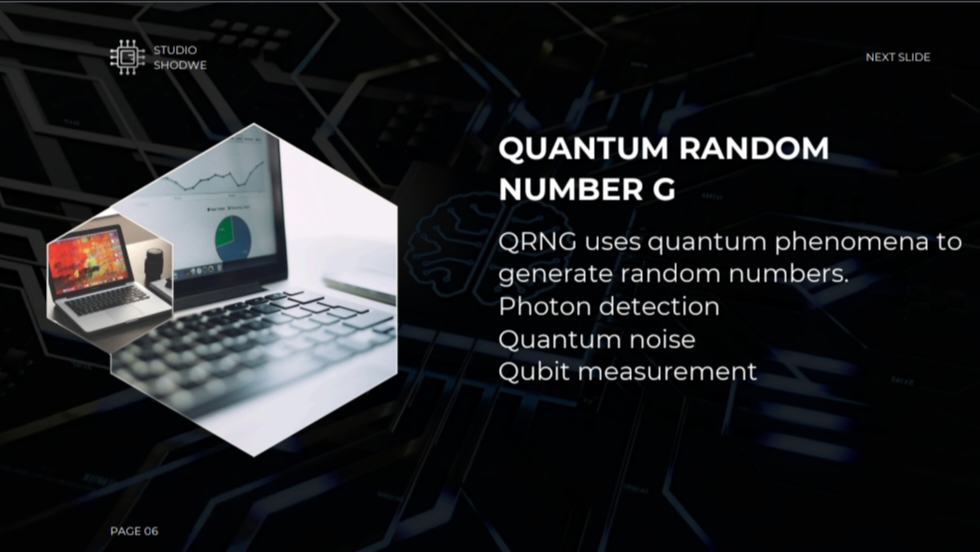 STUDIO
SHODWE
NEXT SLIDE
QUANTUM RANDOM
NUMBER G
QRNG uses quantum phenomena to
generate random numbers.
Photon detection
Quantum noise
Qubit measurement
PAGE 06